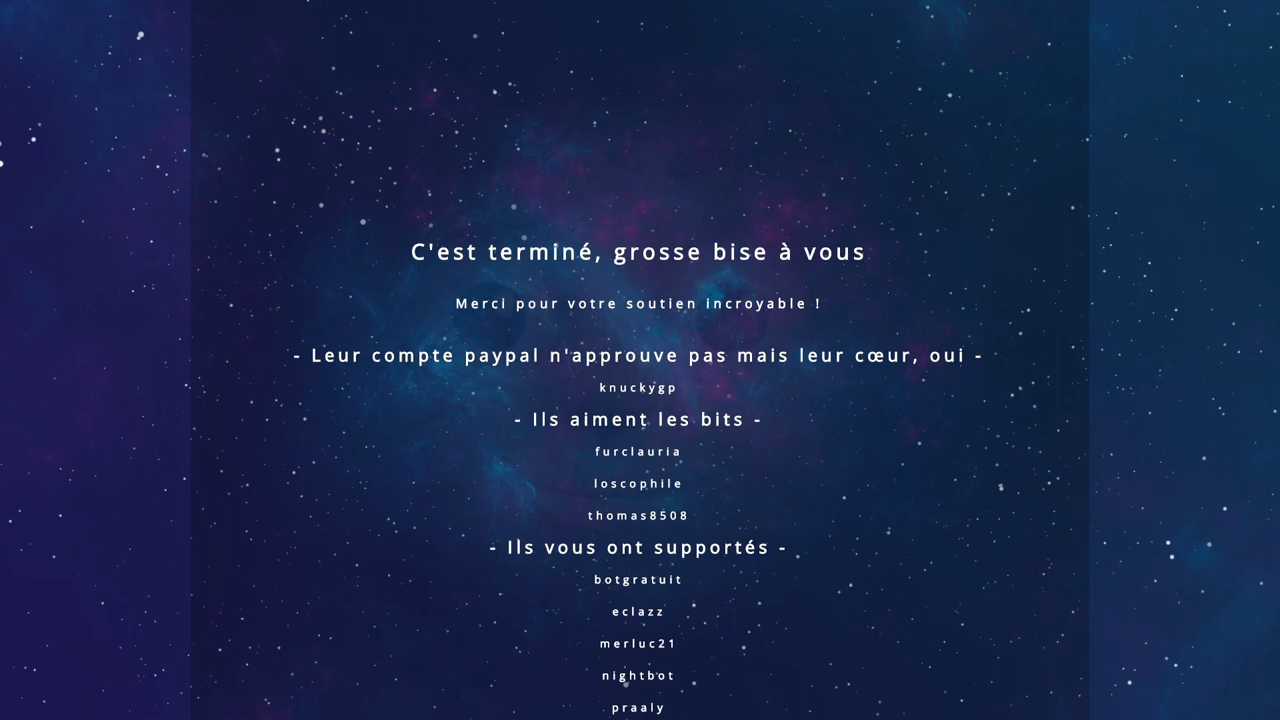 C'est terminé, grosse bise à vous
Merci pour votre soutien incroyable !
- Leur compte paypal n'approuve pas mais leur cœur, oui -
knuckygp
- Ils aiment les bits -
furclauria
loscophile
thomas8508
- Ils vous ont supportés -
botgratuit
eclazz
merluc21
nightbot
praaly